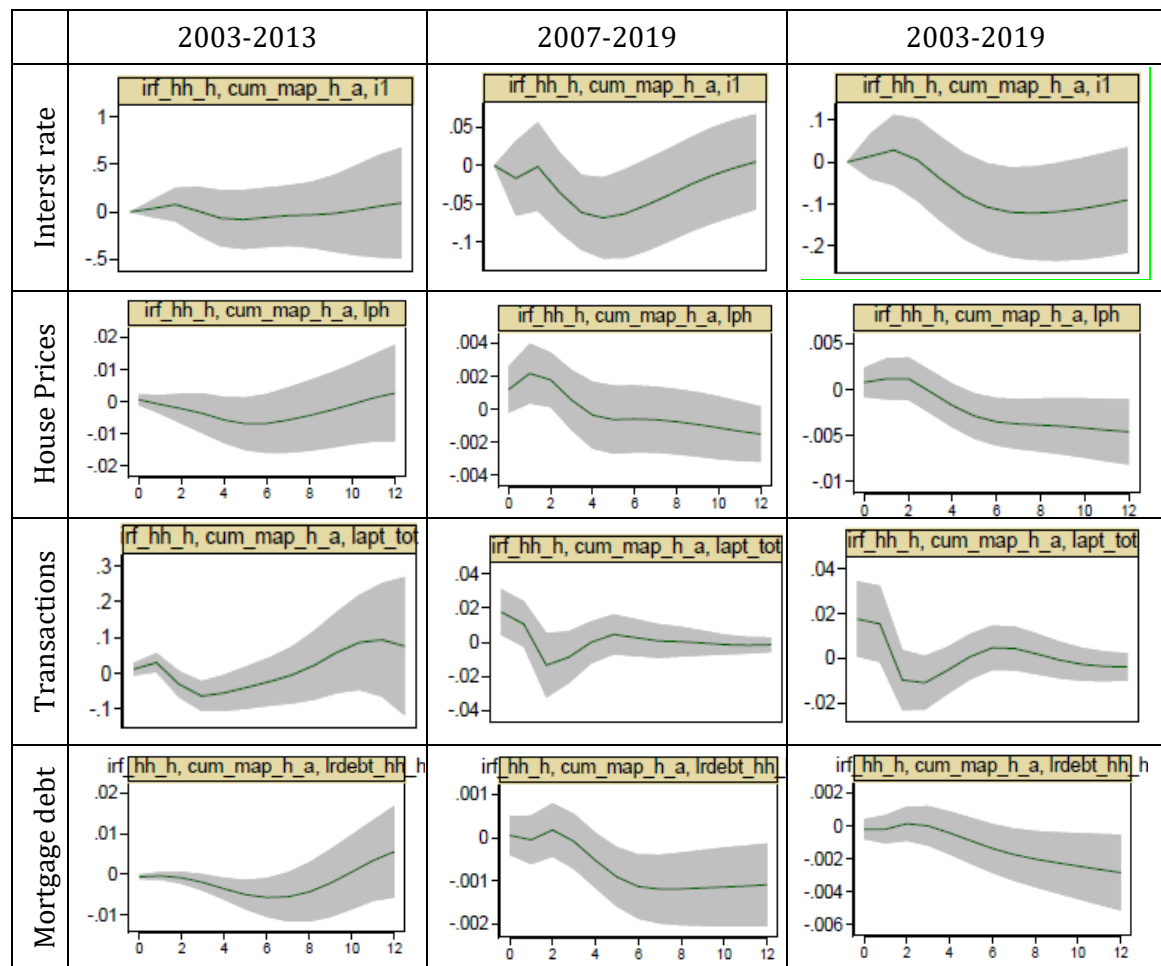 2003-2013 2007-2019 2003-2019
Interst rate
irf_hh_h, cum_map_h_a, i1
1
.5
0
-.5
irf_hh_h, cum_map_h_a, i1
.05
0
-.05
-.1
irf_hh_h, cum_map_h_a, i1
.1
0
-.1
-.2
House Prices
irf_hh_h, cum_map_h_a, lph
.02
.01
0
-.01
-.02
0 2 4 6 8 10 12
irf_hh_h, cum_map_h_a, lph
.004
.002
0
-.002
-.004
0 2 4 6 8 10 12
irf_hh_h, cum_map_h_a, lph
.005
0
-.005
-.01
0 2 4 6 8 10 12
Transactions
irf_hh_h, cum_map_h_a, lapt_tot
.3
.2
.1
0
-.1
irf_hh_h, cum_map_h_a, lapt_tot
.04
.02
0
-.02
-.04
irf_hh_h, cum_map_h_a, lapt_tot
.04
.02
0
-.02
Mortgage debt
irf_hh_h, cum_map_h_a, lrdebt_hh_h
.02
.01
0
-.01
0 2 4 6 8 10 12
irf_hh_h, cum_map_h_a, lrdebt_hh_
.001
0
-.001
-.002
0 2 4 6 8 10 12
irf_hh_h, cum_map_h_a, lrdebt_hh_h
.002
0
-.002
-.004
-.006
0 2 4 6 8 10 12